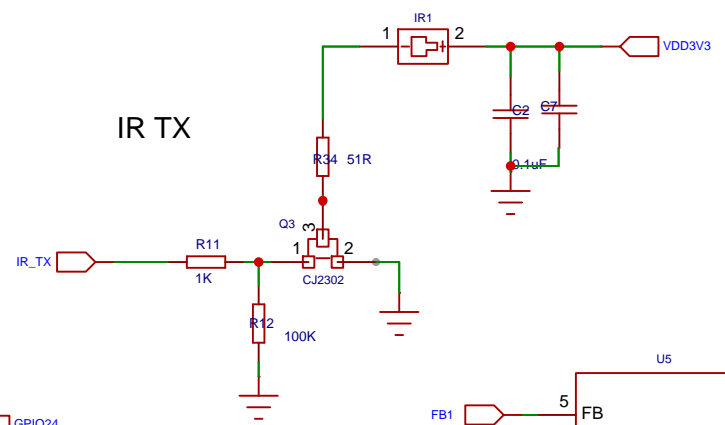 IR1
1 2
VDD3V3
C2 C7
IR TX
R34 51R
0.1uF
Q3
3
R11
1 2
IR_TX
1K
CJ2302
R12
100K
U5
5
FB1
FB
GPIO24